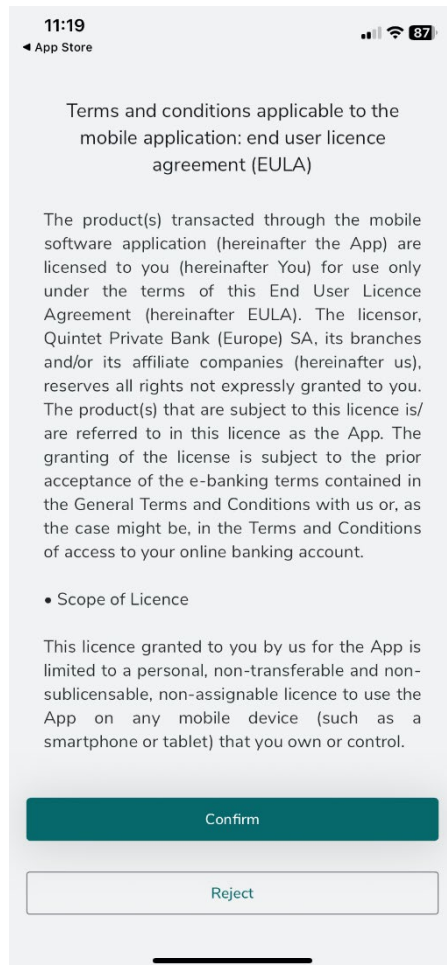 11:19
87
◀ App Store
Terms and conditions applicable to the
mobile application: end user licence
agreement (EULA)
The product(s) transacted through the mobile
software application (hereinafter the App) are
licensed to you (hereinafter You) for use only
under the terms of this End User Licence
Agreement (hereinafter EULA). The licensor,
Quintet Private Bank (Europe) SA, its branches
and/or its affiliate companies (hereinafter us),
reserves all rights not expressly granted to you.
The product(s) that are subject to this licence is/
are referred to in this licence as the App. The
granting of the license is subject to the prior
acceptance of the e-banking terms contained in
the General Terms and Conditions with us or, as
the case might be, in the Terms and Conditions
of access to your online banking account.
• Scope of Licence
This licence granted to you by us for the App is
limited to a personal, non-transferable and non-
sublicensable, non-assignable licence to use the
App on any mobile device (such as a
smartphone or tablet) that you own or control.
Confirm
Reject